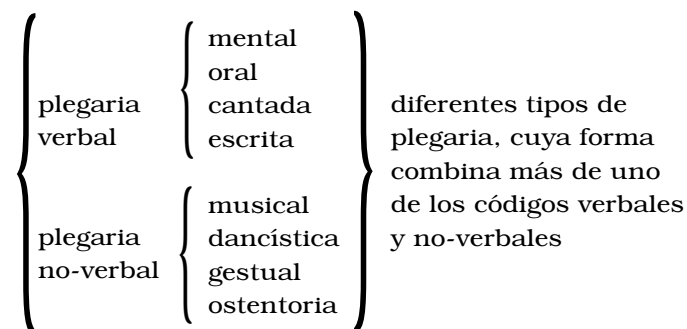 plegaria
verbal
mental
oral
cantada
escrita
plegaria
no-verbal
musical
dancística
gestual
ostentoria
diferentes tipos de
plegaria, cuya forma
combina más de uno
de los códigos verbales
y no-verbales